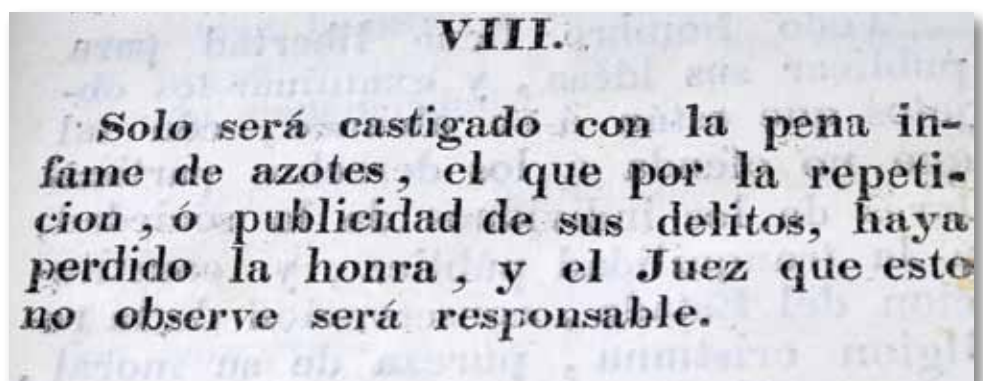 VIII.
Solo será castigado con la pena in-
fame de azotes, el que por la repeti-
cion, ó publicidad de sus delitos, haya
perdido la honra, y el Juez que esto
no observe será responsable.